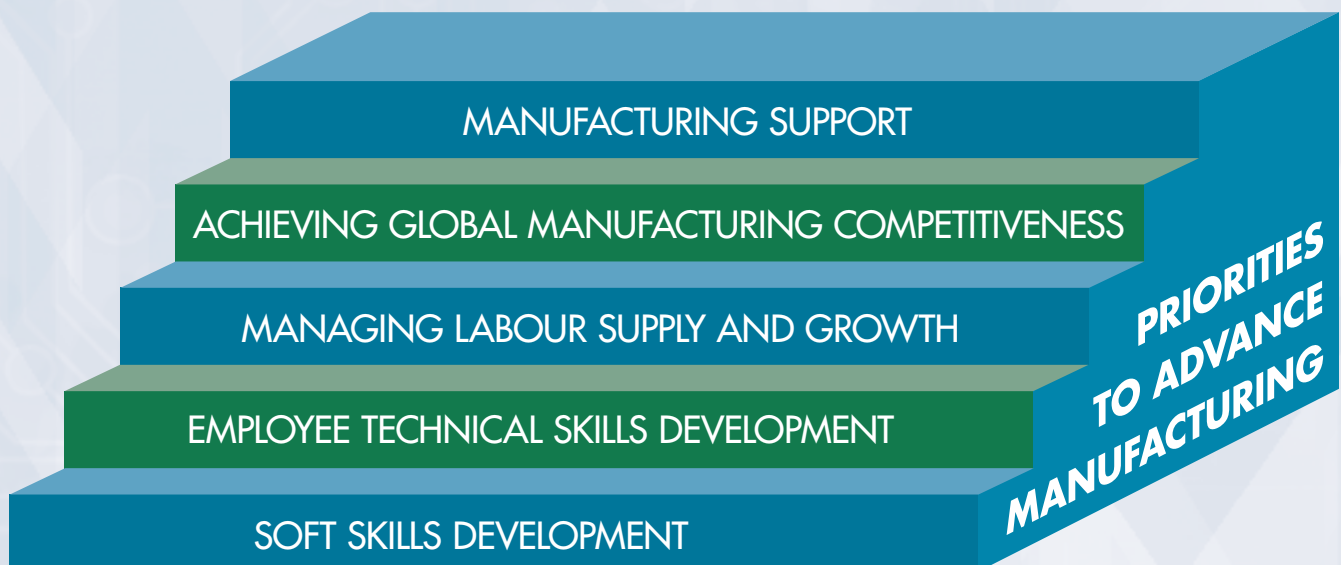 MANUFACTURING SUPPORT
ACHIEVING GLOBAL MANUFACTURING COMPETITIVENESS
MANAGING LABOUR SUPPLY AND GROWTH
EMPLOYEE TECHNICAL SKILLS DEVELOPMENT
SOFT SKILLS DEVELOPMENT
PRIORITIES
TO ADVANCE
MANUFACTURING